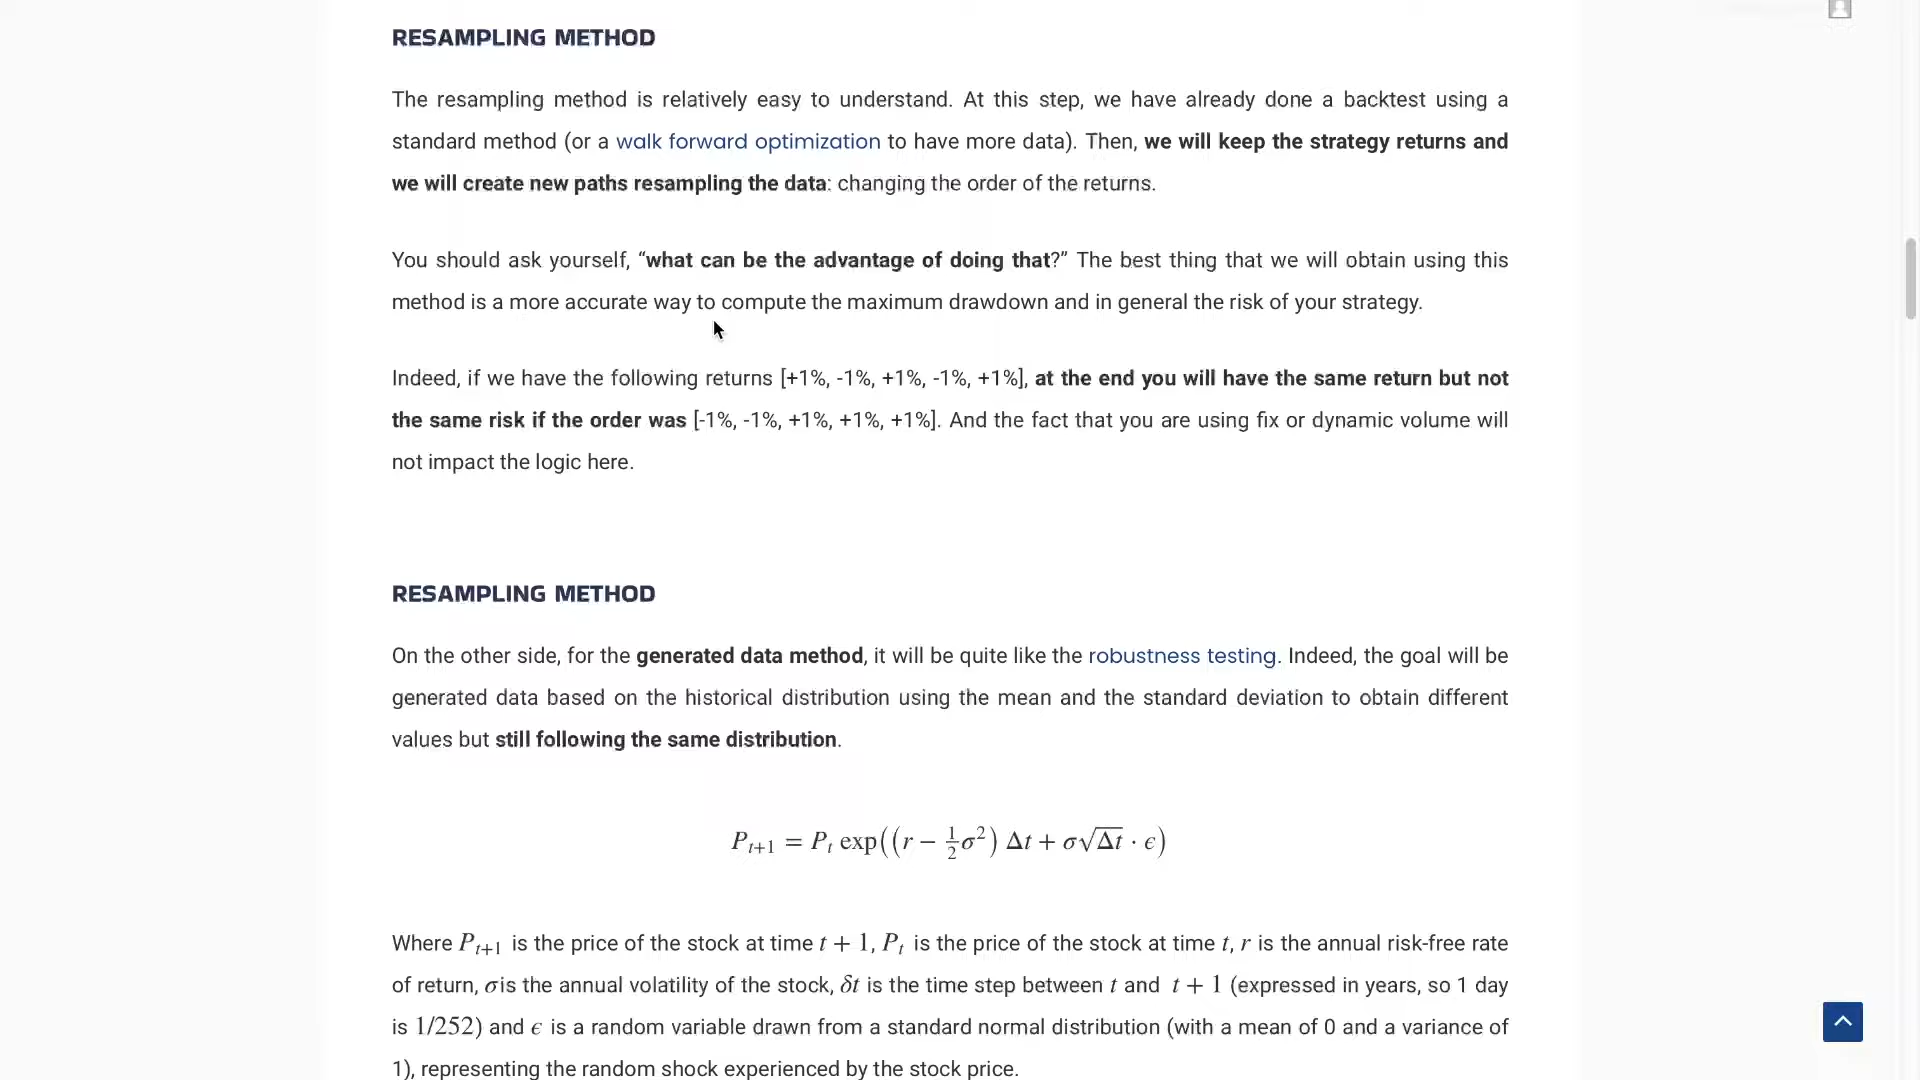 RESAMPLING METHOD
The resampling method is relatively easy to understand. At this step, we have already done a backtest using a
standard method (or a walk forward optimization to have more data). Then, we will keep the strategy returns and
we will create new paths resampling the data: changing the order of the returns.
You should ask yourself, “what can be the advantage of doing that?” The best thing that we will obtain using this
method is a more accurate way to compute the maximum drawdown and in general the risk of your strategy.
Indeed, if we have the following returns [+1%, -1%, +1%, -1%, +1%], at the end you will have the same return but not
the same risk if the order was [-1%, -1%, +1%, +1%, +1%]. And the fact that you are using fix or dynamic volume will
not impact the logic here.
RESAMPLING METHOD
On the other side, for the generated data method, it will be quite like the robustness testing. Indeed, the goal will be
generated data based on the historical distribution using the mean and the standard deviation to obtain different
values but still following the same distribution.
P_{t+1} = P_t exp((r − \frac{1}{2}σ²) Δt + σ√Δt · ϵ)
Where P_{t+1} is the price of the stock at time t + 1, P_t is the price of the stock at time t, r is the annual risk-free rate
of return, σis the annual volatility of the stock, δt is the time step between t and t + 1 (expressed in years, so 1 day
is 1/252) and ϵ is a random variable drawn from a standard normal distribution (with a mean of 0 and a variance of
1), representing the random shock experienced by the stock price.